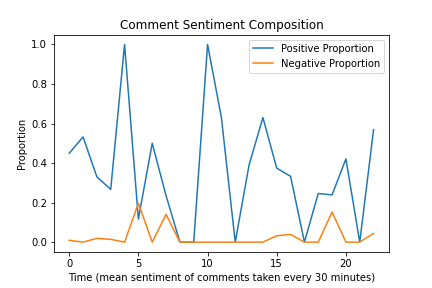 Comment Sentiment Composition
Positive Proportion
Negative Proportion
Proportion
1.0
0.8
0.6
0.4
0.2
0.0
0 5 10 15 20
Time (mean sentiment of comments taken every 30 minutes)